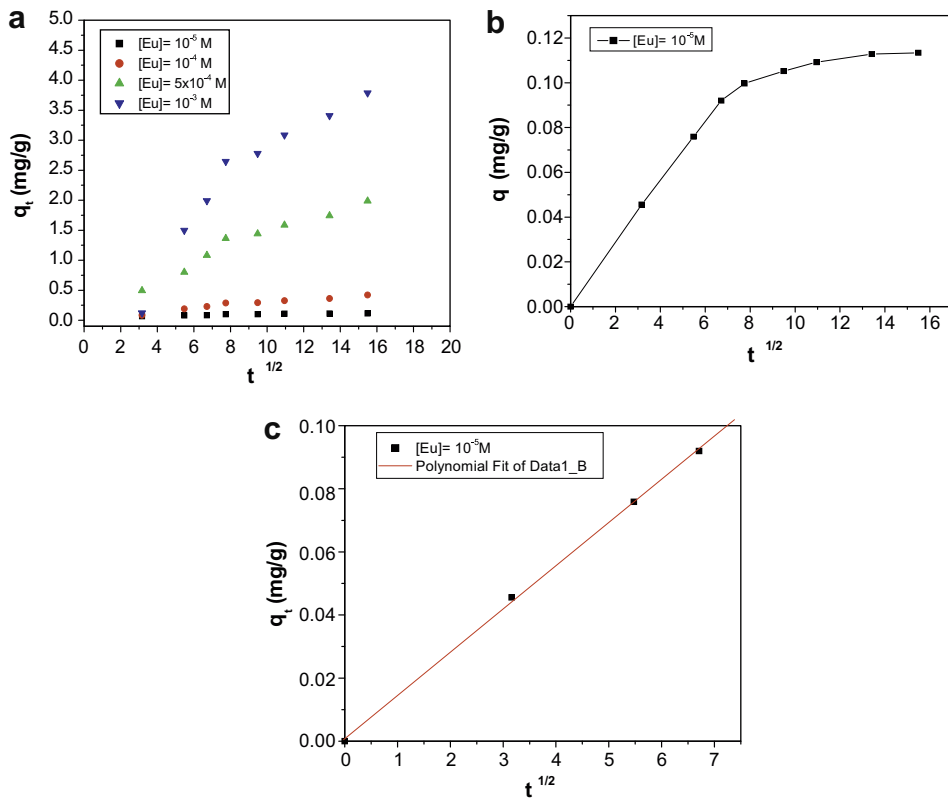 a
5.0
4.5
4.0
3.5
3.0
2.5
2.0
1.5
1.0
0.5
0.0
q_t (mg/g)
[Eu]= 10⁻⁵ M
[Eu]= 10⁻⁴ M
[Eu]= 5x10⁻⁴ M
[Eu]= 10⁻³ M
0 2 4 6 8 10 12 14 16 18 20
t ^1/2
b
0.12
0.10
0.08
0.06
0.04
0.02
0.00
q (mg/g)
[Eu]= 10⁻⁵M
0 2 4 6 8 10 12 14 16
t ^1/2
c
0.10
0.08
0.06
0.04
0.02
0.00
q_t (mg/g)
[Eu]= 10⁻⁵M
Polynomial Fit of Data1_B
0 1 2 3 4 5 6 7
t ^1/2